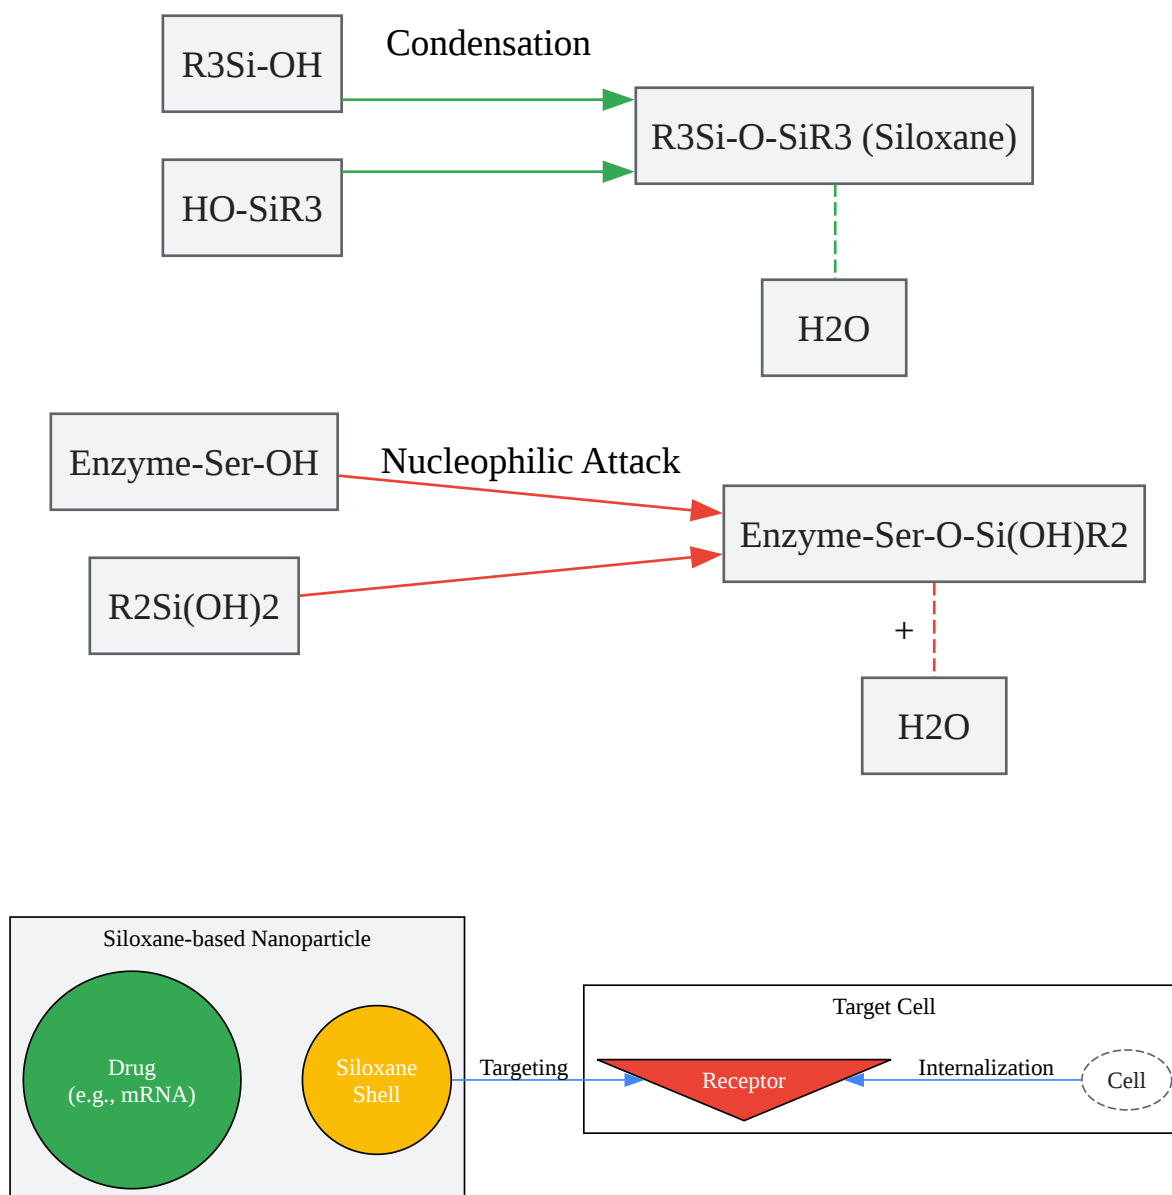 R3Si-OH
Condensation
R3Si-O-SiR3 (Siloxane)
HO-SiR3
H2O
Enzyme-Ser-OH
Nucleophilic Attack
Enzyme-Ser-O-Si(OH)R2
R2Si(OH)2
+
H2O
Siloxane-based Nanoparticle
Drug
(e.g., mRNA)
Siloxane
Shell
Targeting
Target Cell
Receptor
Internalization
Cell